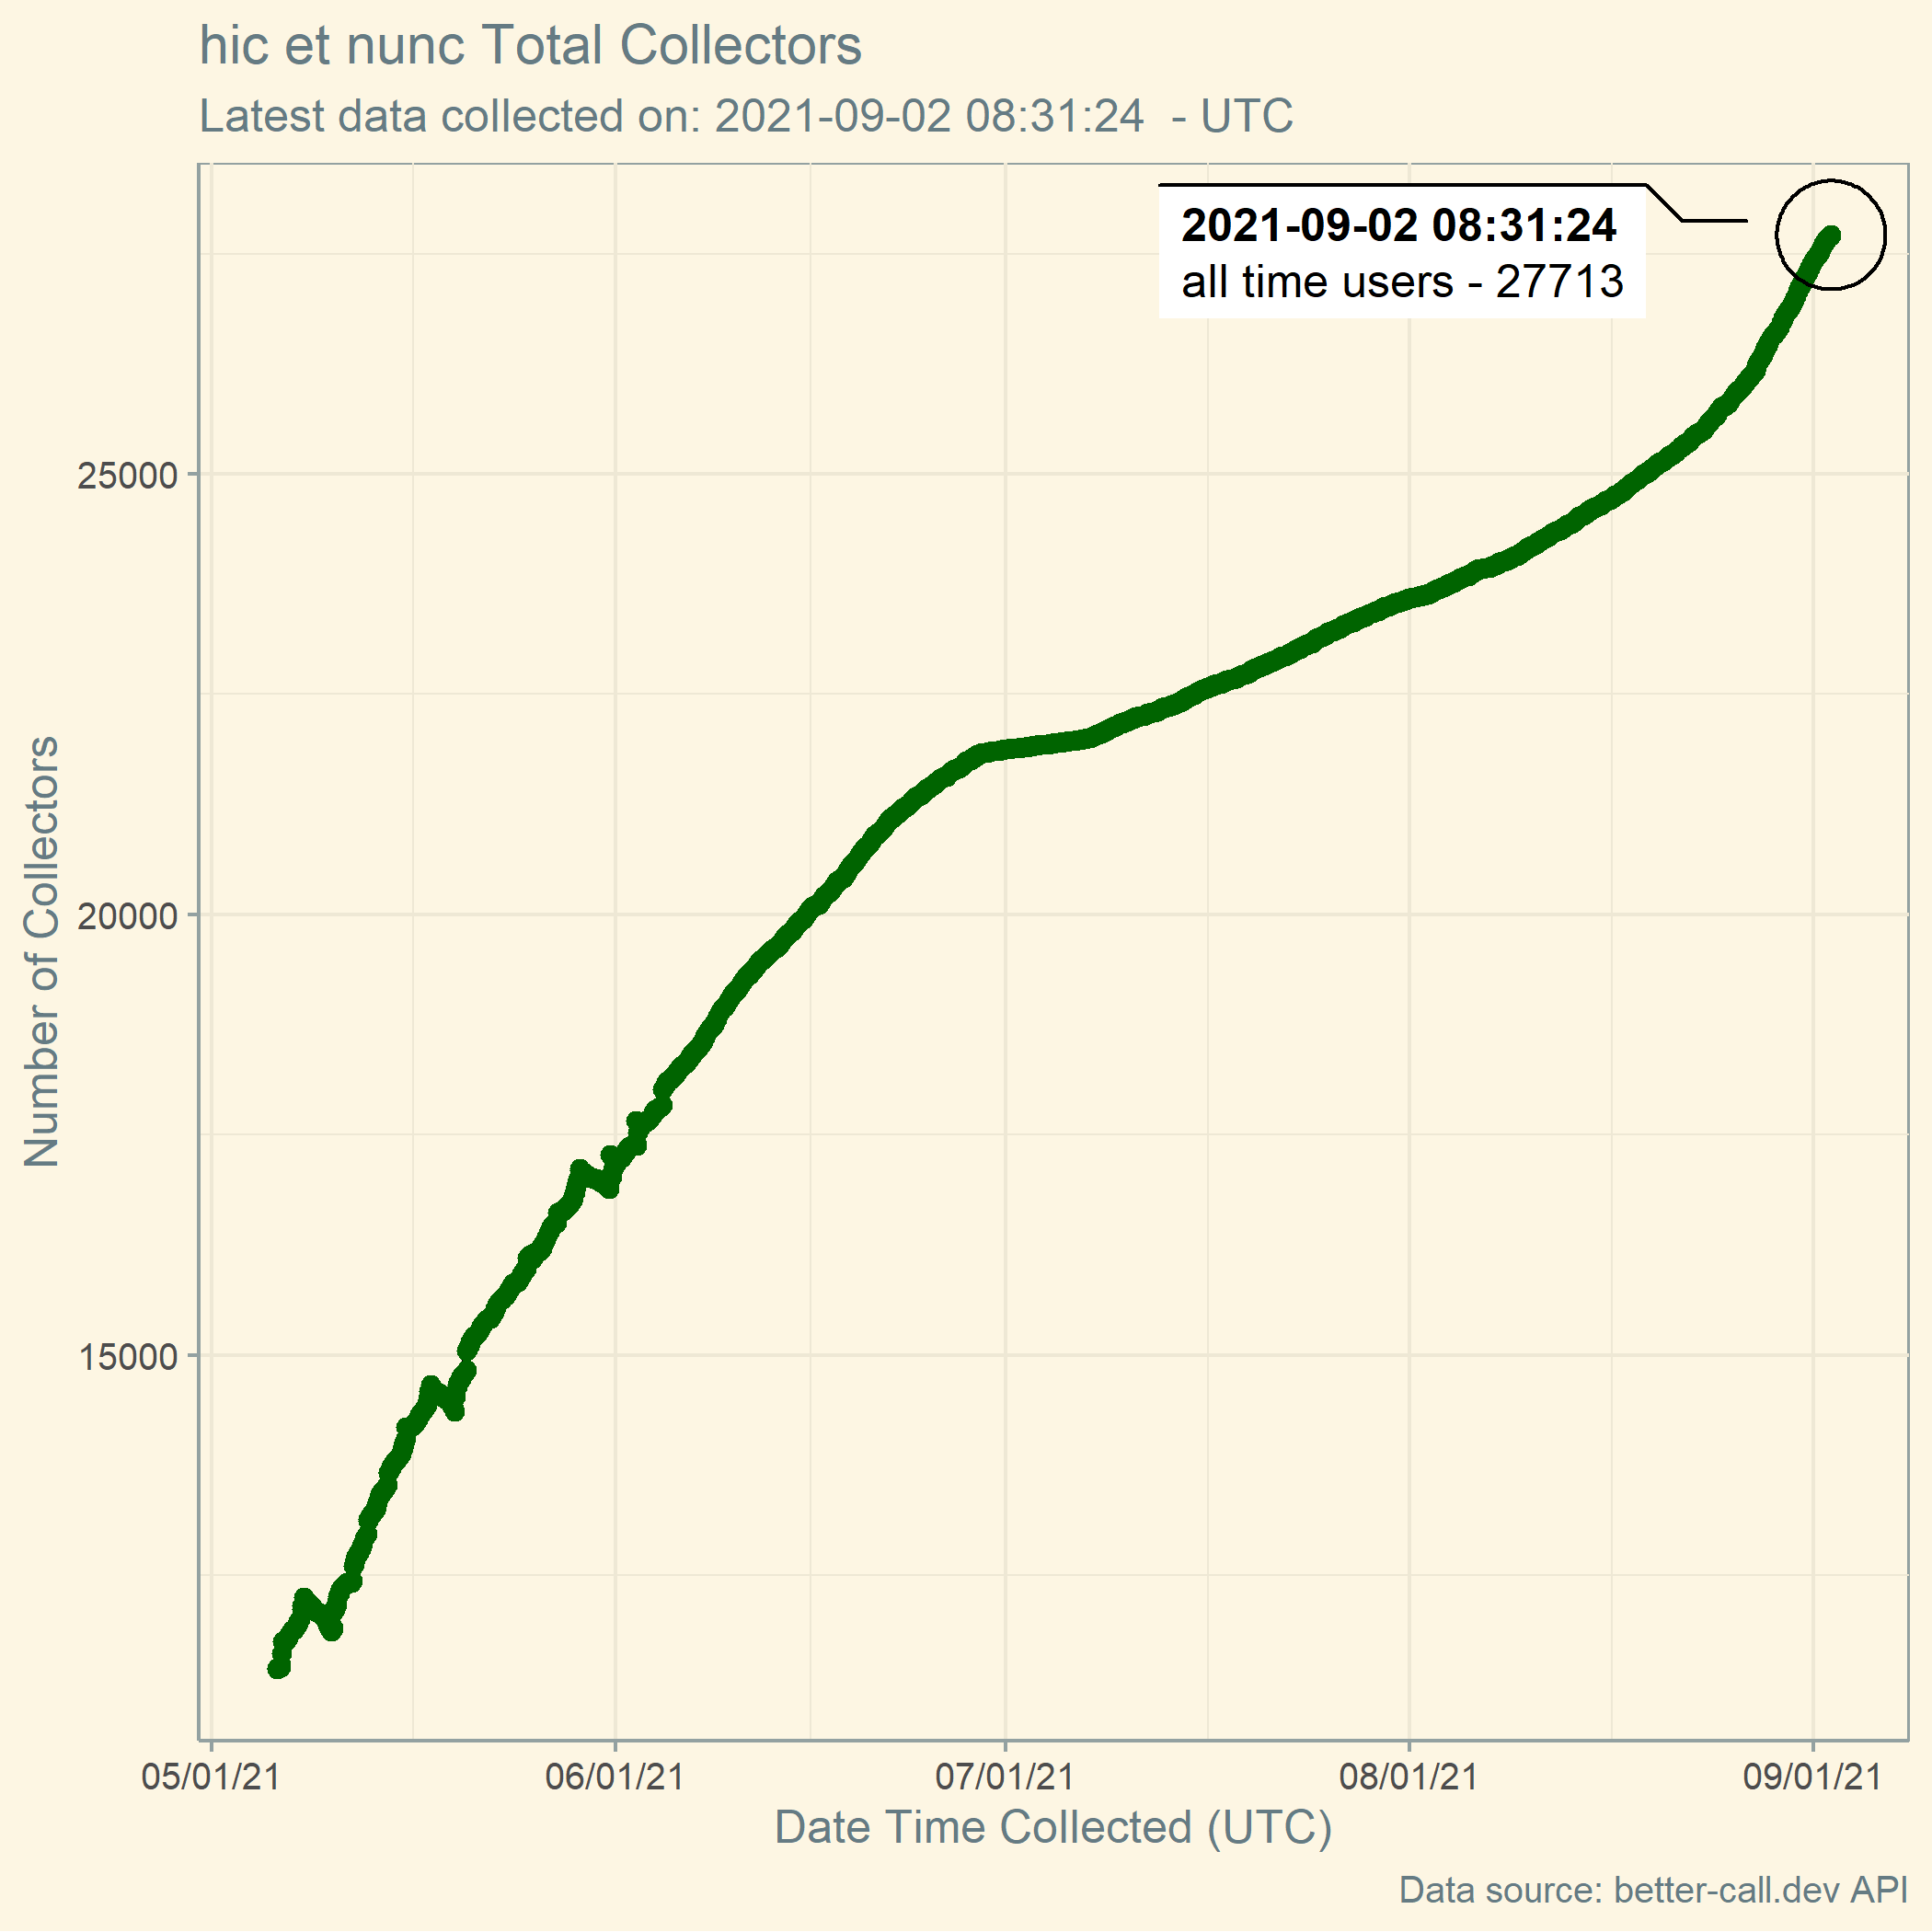 hic et nunc Total Collectors
Latest data collected on: 2021-09-02 08:31:24  - UTC
2021-09-02 08:31:24
all time users - 27713
Number of Collectors
25000
20000
15000
05/01/21 06/01/21 07/01/21 08/01/21 09/01/21
Date Time Collected (UTC)
Data source: better-call.dev API